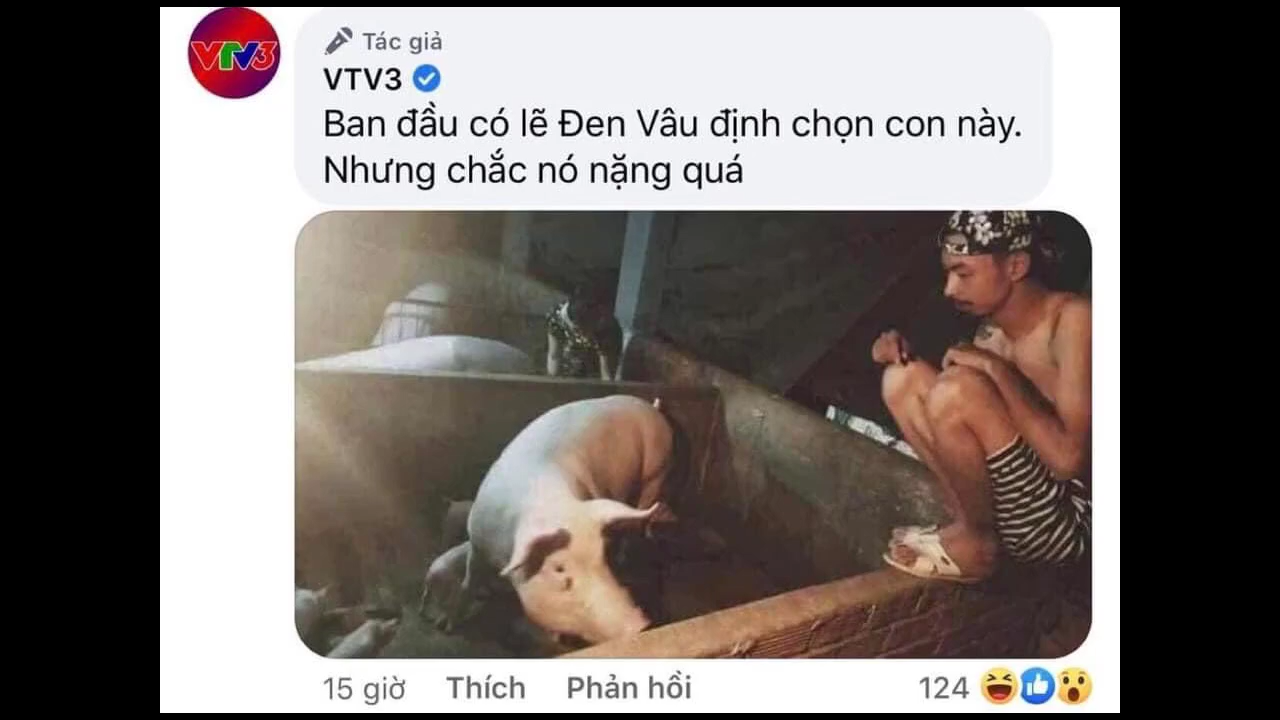 VTV3
Tác giả
VTV3
Ban đầu có lẽ Đen Vâu định chọn con này.
Nhưng chắc nó nặng quá
15 giờ Thích Phản hồi 124